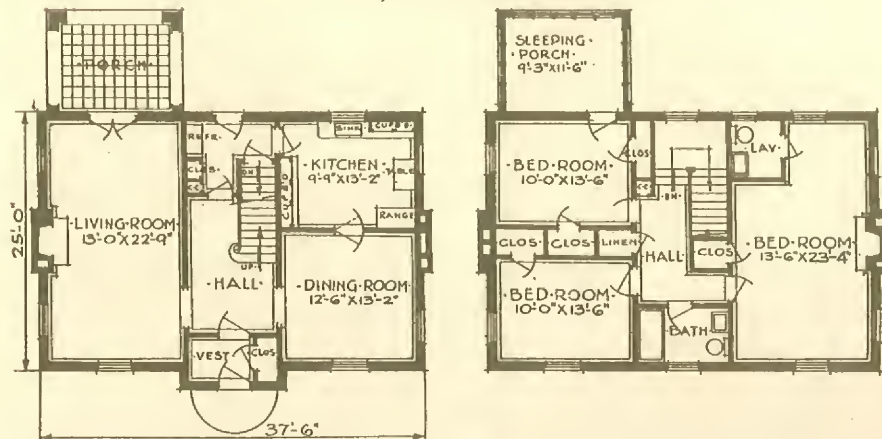 ·PORCH·
REFR.
CLOS
C.C.
DN
SINK
CUPB'D
·KITCHEN·
9'-9"X13'-2"
TABLE
CUPB'D
RANGE
·LIVING·ROOM·
13'-0"X22'-9"
25'-0"
UP
·HALL·
·DINING·ROOM·
12'-6"X13'-2"
VEST
CLOS
37'-6"
SLEEPING·
·PORCH·
9'-3"X11'-6"
BED·ROOM·
10'-0"X13'-6"
CLOS
C.C.
DN
LAV.
CLOS
CLOS
LINEN
·HALL·
CLOS
BED·ROOM·
13'-6"X23'-4"
·BED·ROOM·
10'-0"X13'-6"
·BATH·